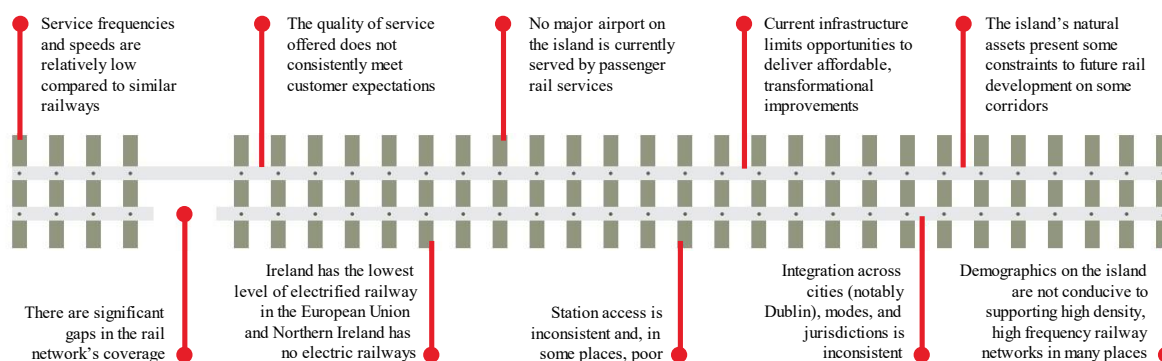 Service frequencies
and speeds are
relatively low
compared to similar
railways
The quality of service
offered does not
consistently meet
customer expectations
No major airport on
the island is currently
served by passenger
rail services
Current infrastructure
limits opportunities to
deliver affordable,
transformational
improvements
The island's natural
assets present some
constraints to future rail
development on some
corridors
There are significant
gaps in the rail
network's coverage
Ireland has the lowest
level of electrified railway
in the European Union
and Northern Ireland has
no electric railways
Station access is
inconsistent and, in
some places, poor
Integration across
cities (notably
Dublin), modes, and
jurisdictions is
inconsistent
Demographics on the island
are not conducive to
supporting high density,
high frequency railway
networks in many places